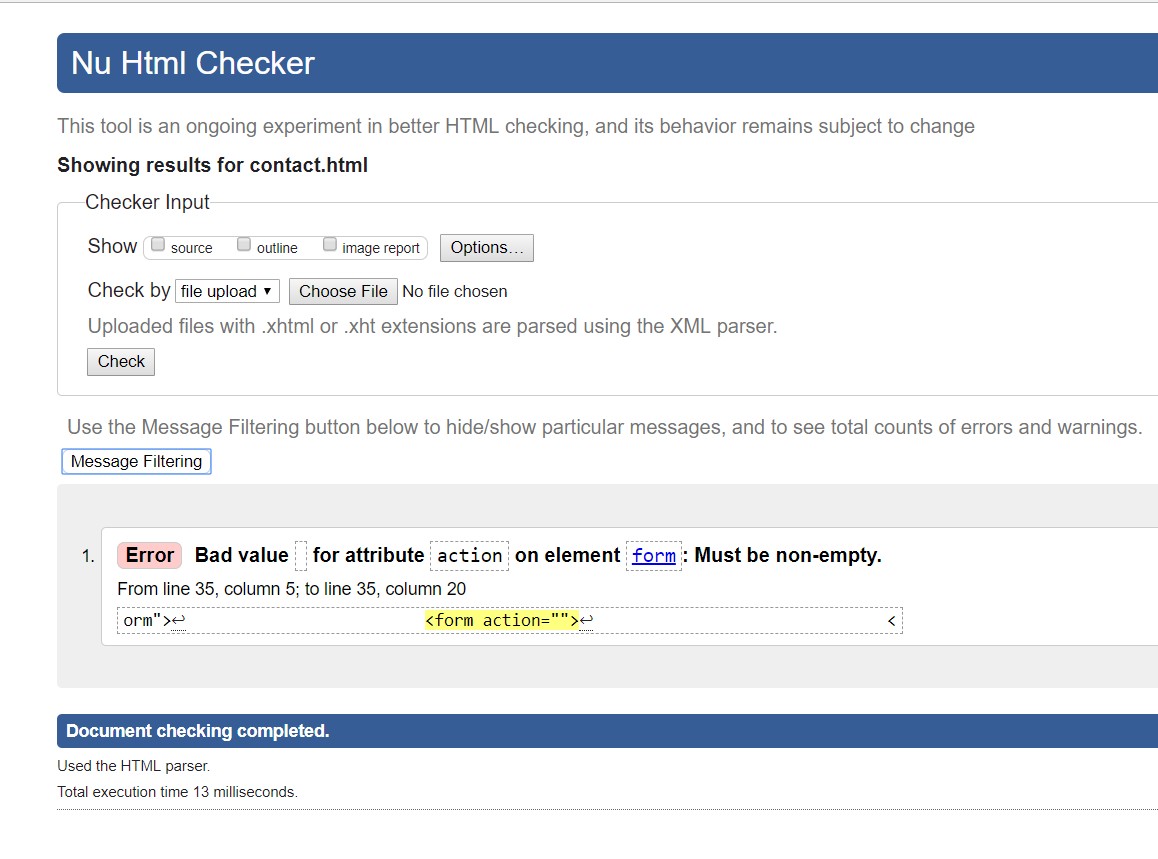 Nu Html Checker
This tool is an ongoing experiment in better HTML checking, and its behavior remains subject to change
Showing results for contact.html
Checker Input
Show source outline image report Options...
Check by file upload ▼ Choose File No file chosen
Uploaded files with .xhtml or .xht extensions are parsed using the XML parser.
Check
Use the Message Filtering button below to hide/show particular messages, and to see total counts of errors and warnings.
Message Filtering
1. Error Bad value for attribute action on element form: Must be non-empty.
From line 35, column 5; to line 35, column 20
orm">↩ <form action="">↩ <
Document checking completed.
Used the HTML parser.
Total execution time 13 milliseconds.